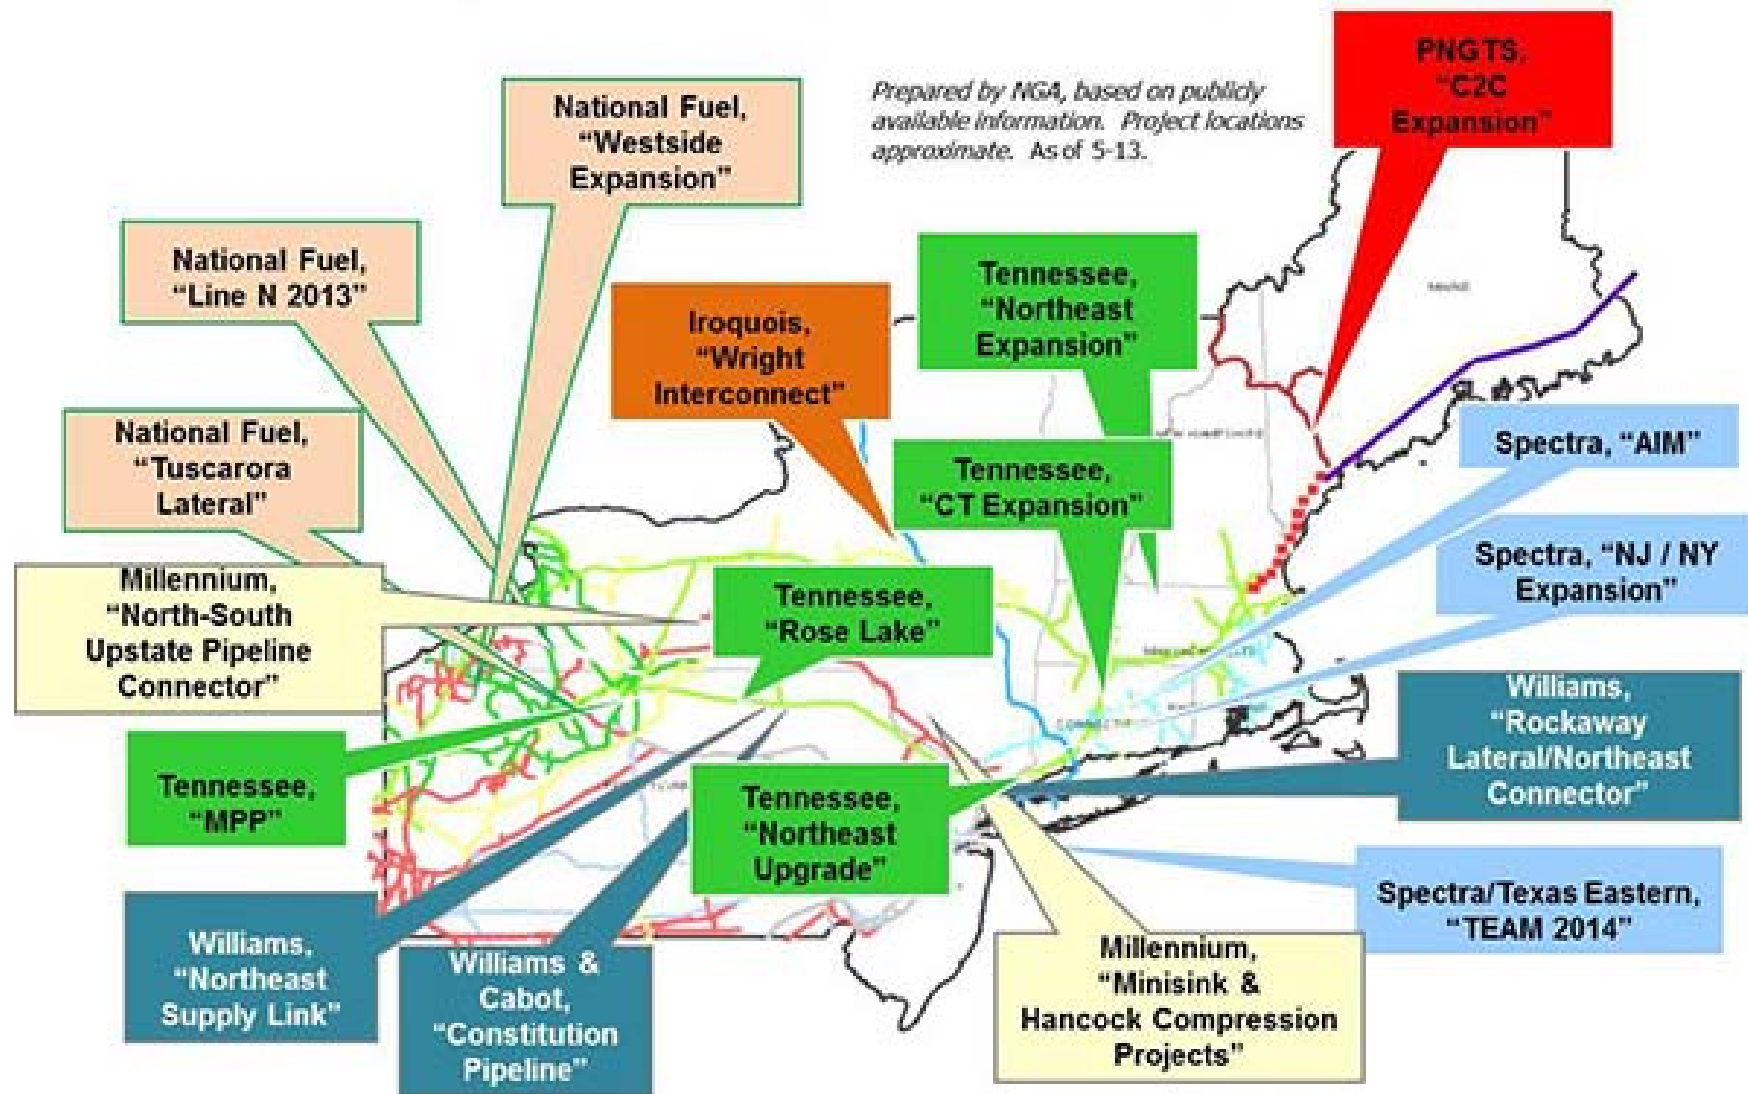 PNGTS,
“C2C
Expansion”
Prepared by NGA, based on publicly
available information. Project locations
approximate. As of 5-13.
National Fuel,
“Westside
Expansion”
National Fuel,
“Line N 2013”
Iroquois,
“Wright
Interconnect”
Tennessee,
“Northeast
Expansion”
National Fuel,
“Tuscarora
Lateral”
Tennessee,
“CT Expansion”
Spectra, “AIM”
Spectra, “NJ / NY
Expansion”
Millennium,
“North-South
Upstate Pipeline
Connector”
Tennessee,
“Rose Lake”
Williams,
“Rockaway
Lateral/Northeast
Connector”
Tennessee,
“MPP”
Tennessee,
“Northeast
Upgrade”
Spectra/Texas Eastern,
“TEAM 2014”
Williams,
“Northeast
Supply Link”
Williams &
Cabot,
“Constitution
Pipeline”
Millennium,
“Minisink &
Hancock Compression
Projects”